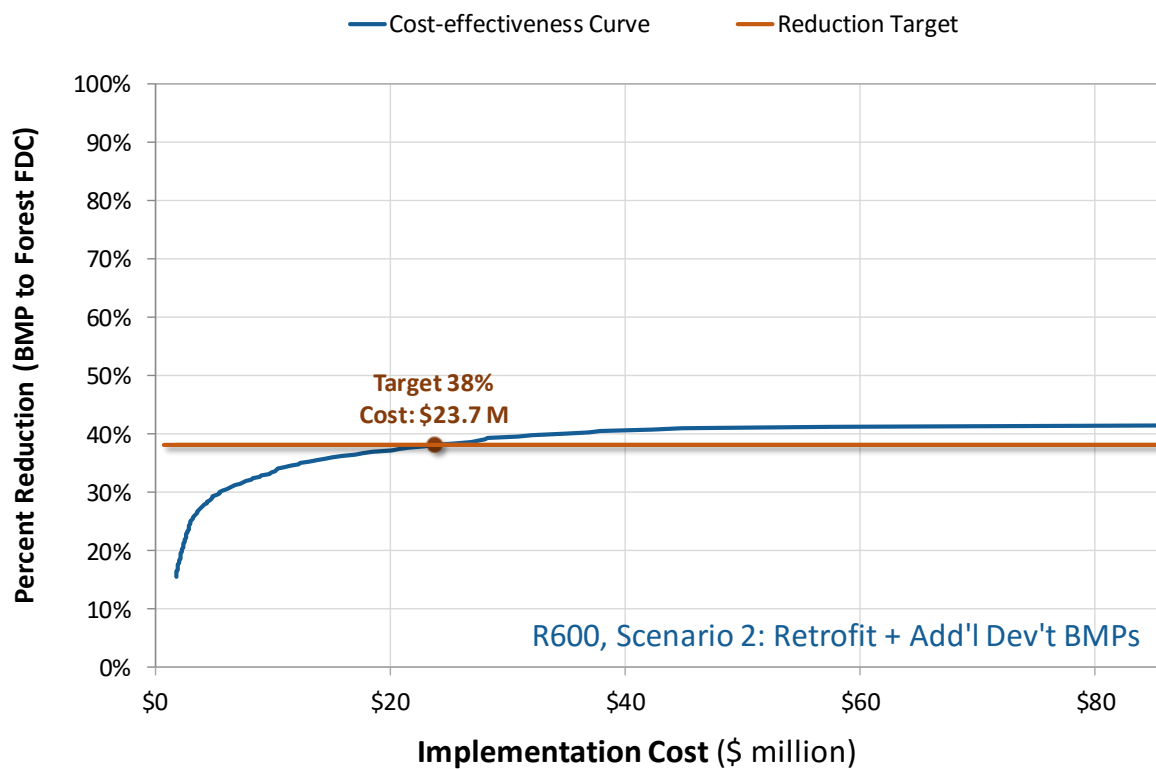 Cost-effectiveness Curve
Reduction Target
Percent Reduction (BMP to Forest FDC)
100%
90%
80%
70%
60%
50%
40%
30%
20%
10%
0%
Target 38%
Cost: $23.7 M
R600, Scenario 2: Retrofit + Add'l Dev't BMPs
$0
$20
$40
$60
$80
Implementation Cost ($ million)